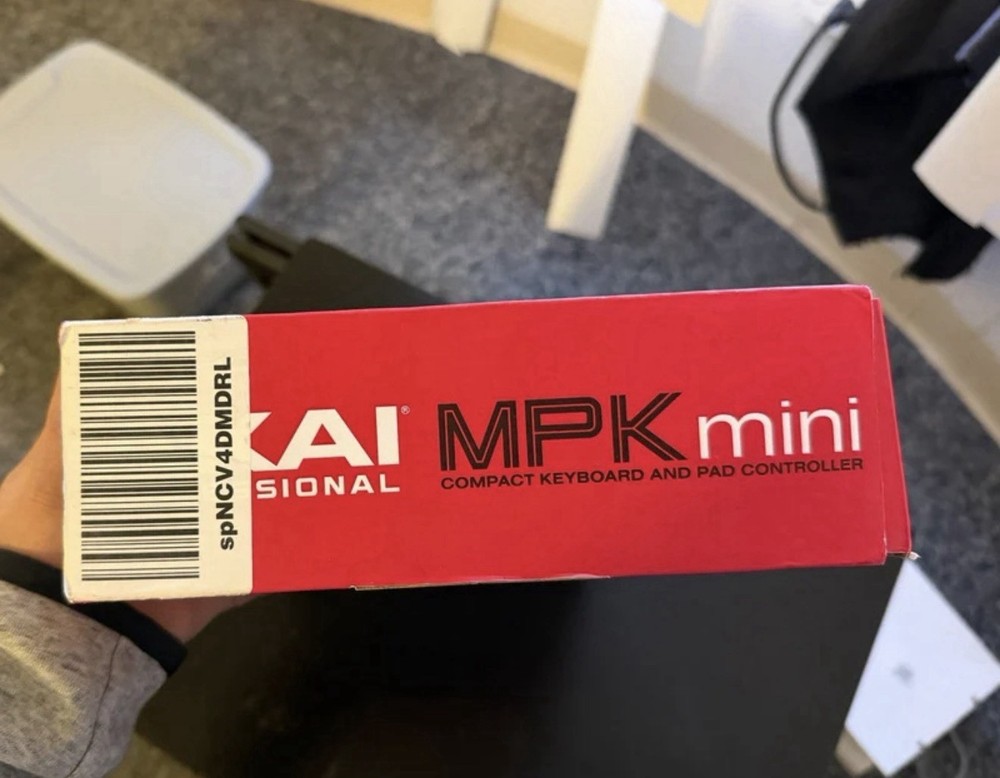 spNCV4DMDRL
KAI®
SIONAL
MPK mini
COMPACT KEYBOARD AND PAD CONTROLLER